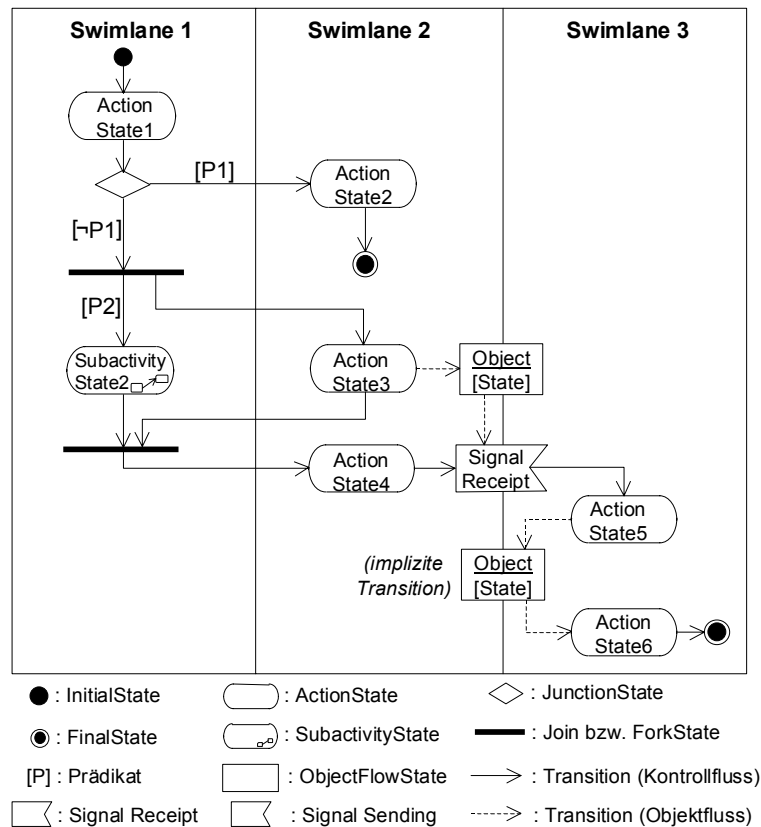 Swimlane 1
Swimlane 2
Swimlane 3
Action
State1
[P1]
Action
State2
[¬P1]
[P2]
Subactivity
State2
Action
State3
Object
[State]
Action
State4
Signal
Receipt
Action
State5
(implizite
Transition)
Object
[State]
Action
State6
: InitialState
: ActionState
: JunctionState
: FinalState
: SubactivityState
: Join bzw. ForkState
[P] : Prädikat
: ObjectFlowState
: Transition (Kontrollfluss)
: Signal Receipt
: Signal Sending
: Transition (Objektfluss)